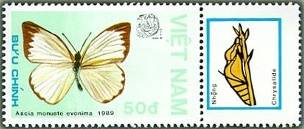 BƯU CHÍNH
VIỆT NAM
Ascia monuste evonima 1989
50đ
Nhộng
Chrysalide